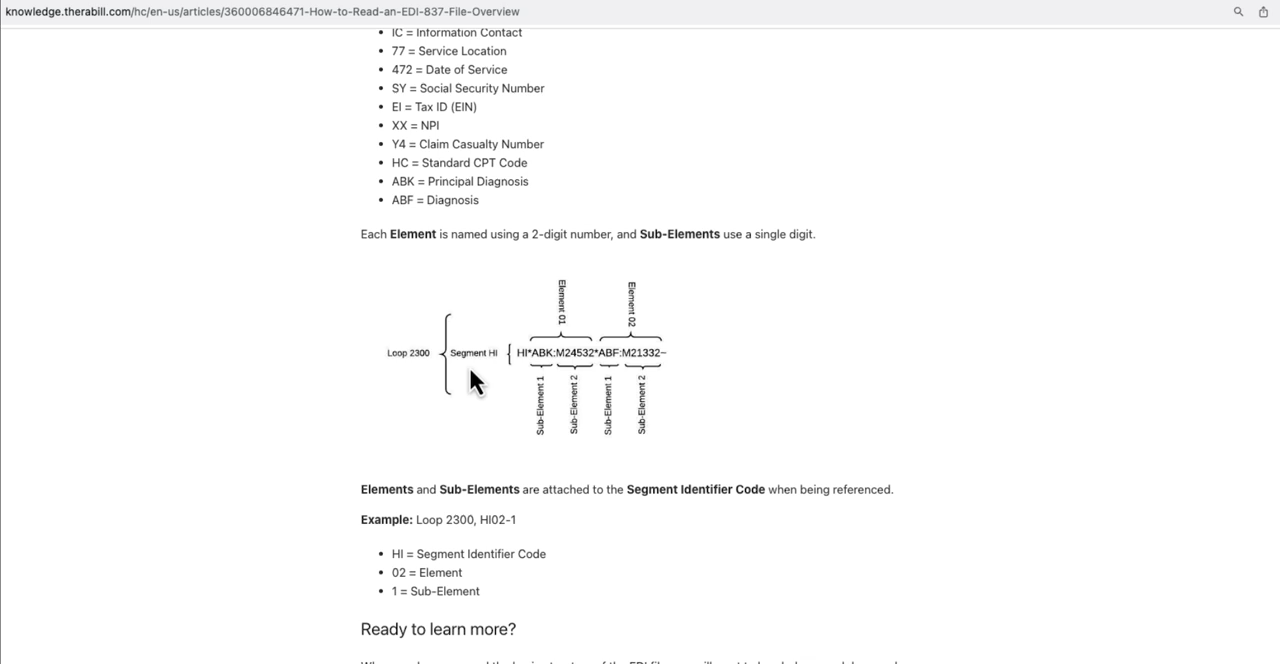 knowledge.therabill.com/hc/en-us/articles/360006846471-How-to-Read-an-EDI-837-File-Overview
• IC = Information Contact
• 77 = Service Location
• 472 = Date of Service
• SY = Social Security Number
• EI = Tax ID (EIN)
• XX = NPI
• Y4 = Claim Casualty Number
• HC = Standard CPT Code
• ABK = Principal Diagnosis
• ABF = Diagnosis
Each Element is named using a 2-digit number, and Sub-Elements use a single digit.
Element 01
Element 02
Loop 2300
Segment HI
HI*ABK:M24532*ABF:M21332~
Sub-Element 1
Sub-Element 2
Sub-Element 1
Sub-Element 2
Elements and Sub-Elements are attached to the Segment Identifier Code when being referenced.
Example: Loop 2300, HI02-1
• HI = Segment Identifier Code
• 02 = Element
• 1 = Sub-Element
Ready to learn more?